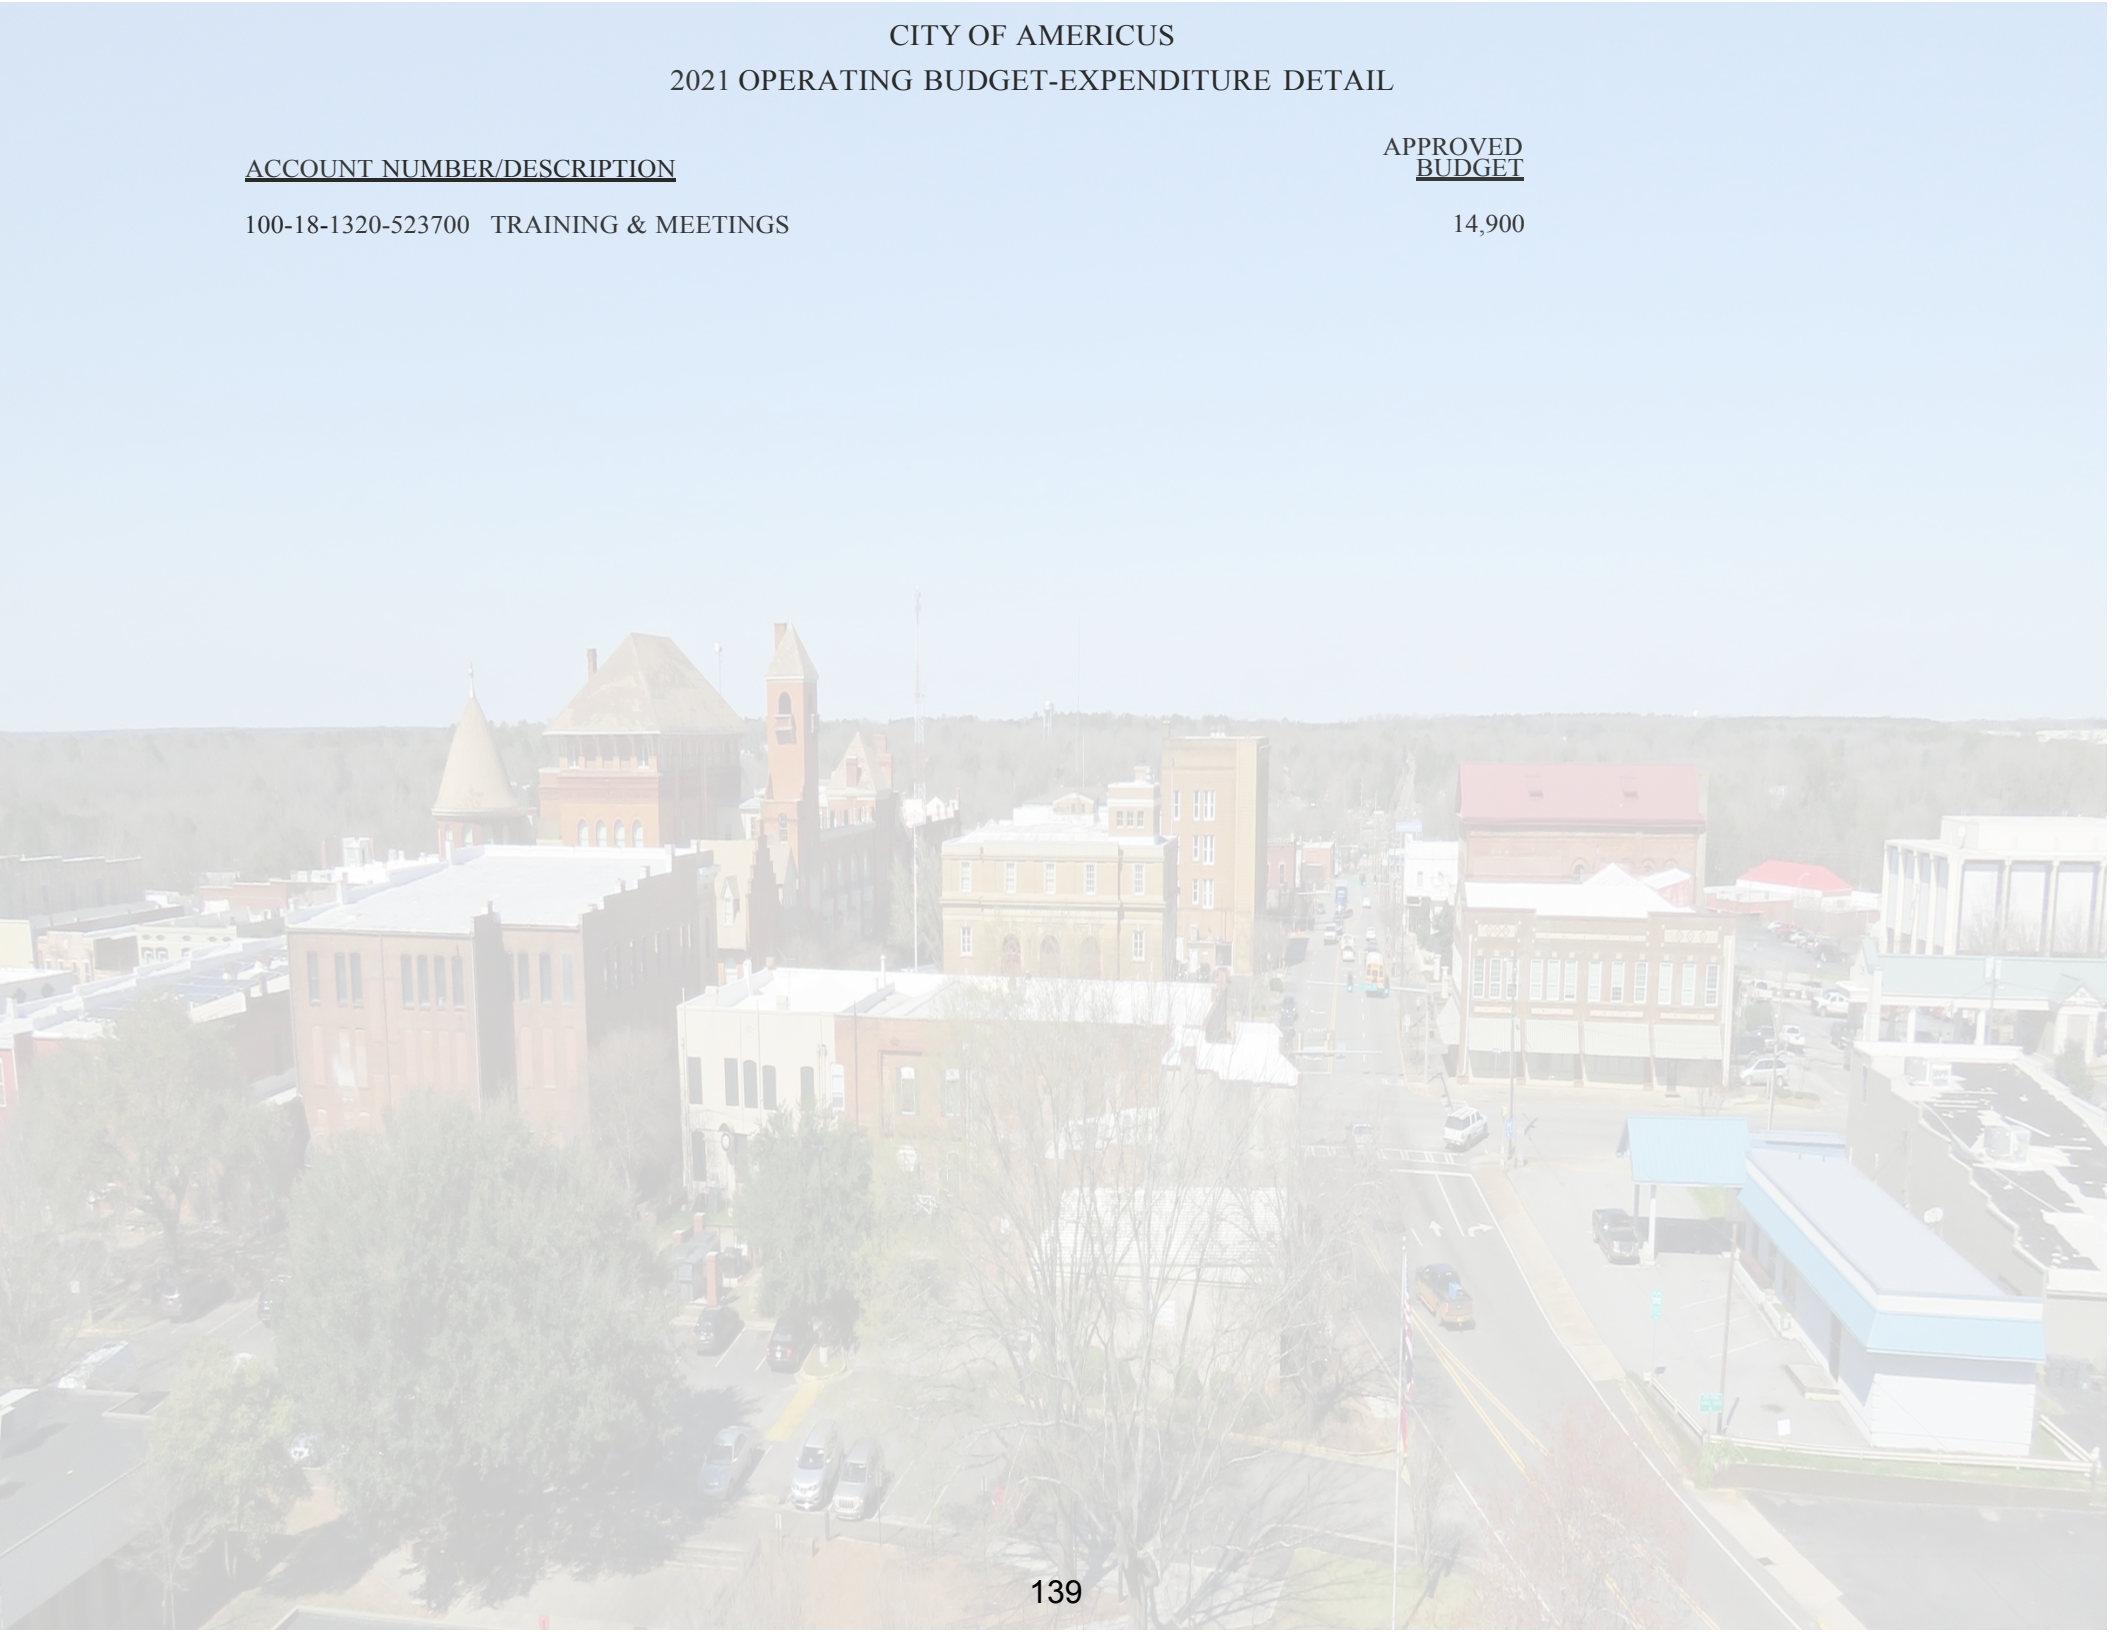 CITY OF AMERICUS
2021 OPERATING BUDGET-EXPENDITURE DETAIL
ACCOUNT NUMBER/DESCRIPTION
APPROVED
BUDGET
100-18-1320-523700 TRAINING & MEETINGS 14,900
139